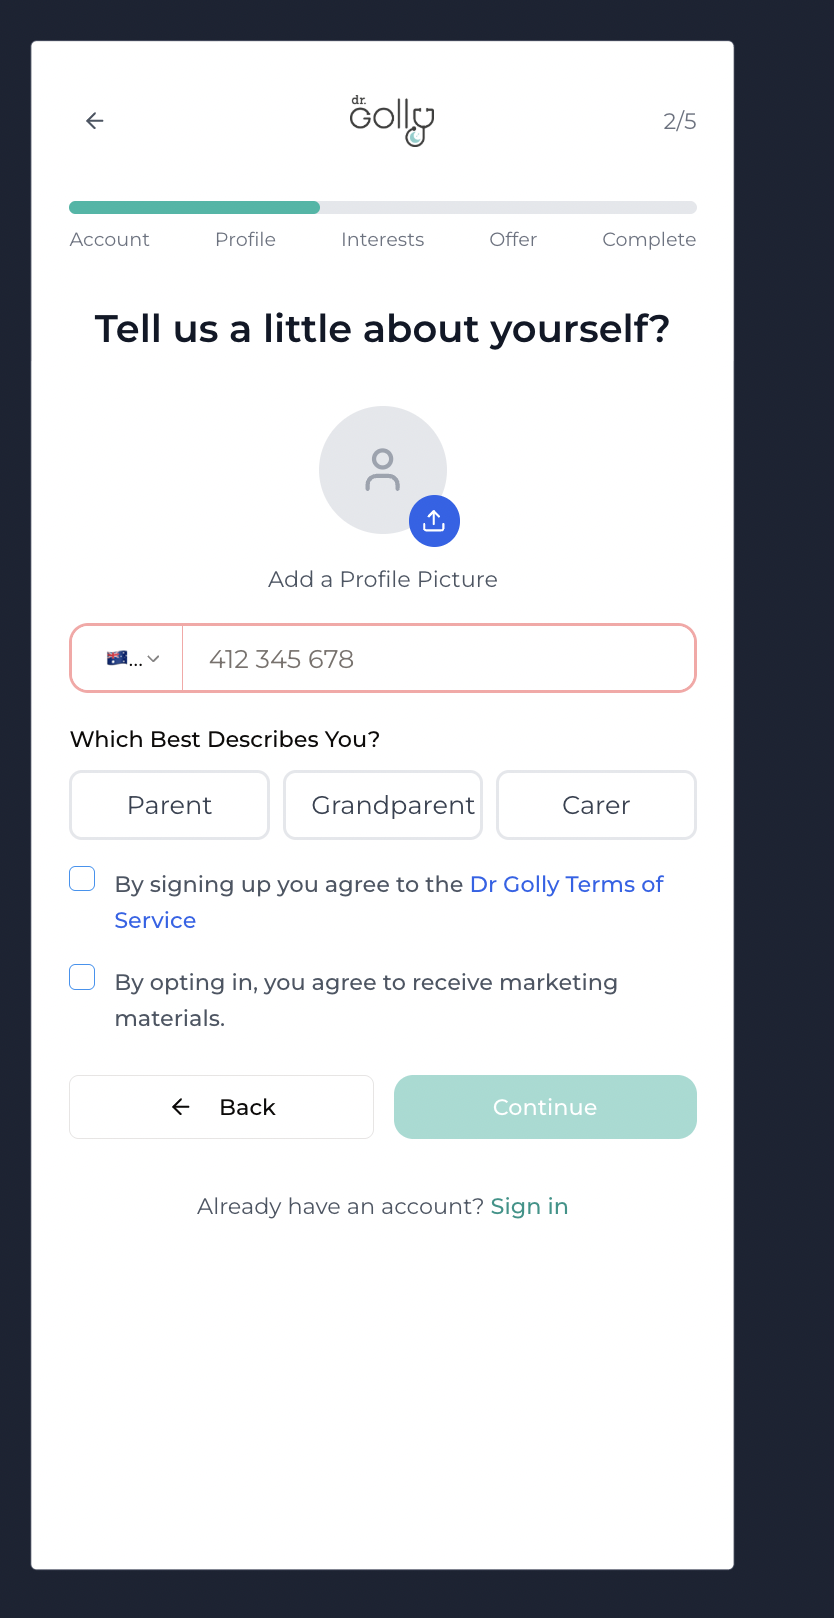 dr.
Golly
2/5
Account Profile Interests Offer Complete
Tell us a little about yourself?
Add a Profile Picture
... 412 345 678
Which Best Describes You?
Parent Grandparent Carer
By signing up you agree to the Dr Golly Terms of
Service
By opting in, you agree to receive marketing
materials.
Back Continue
Already have an account? Sign in